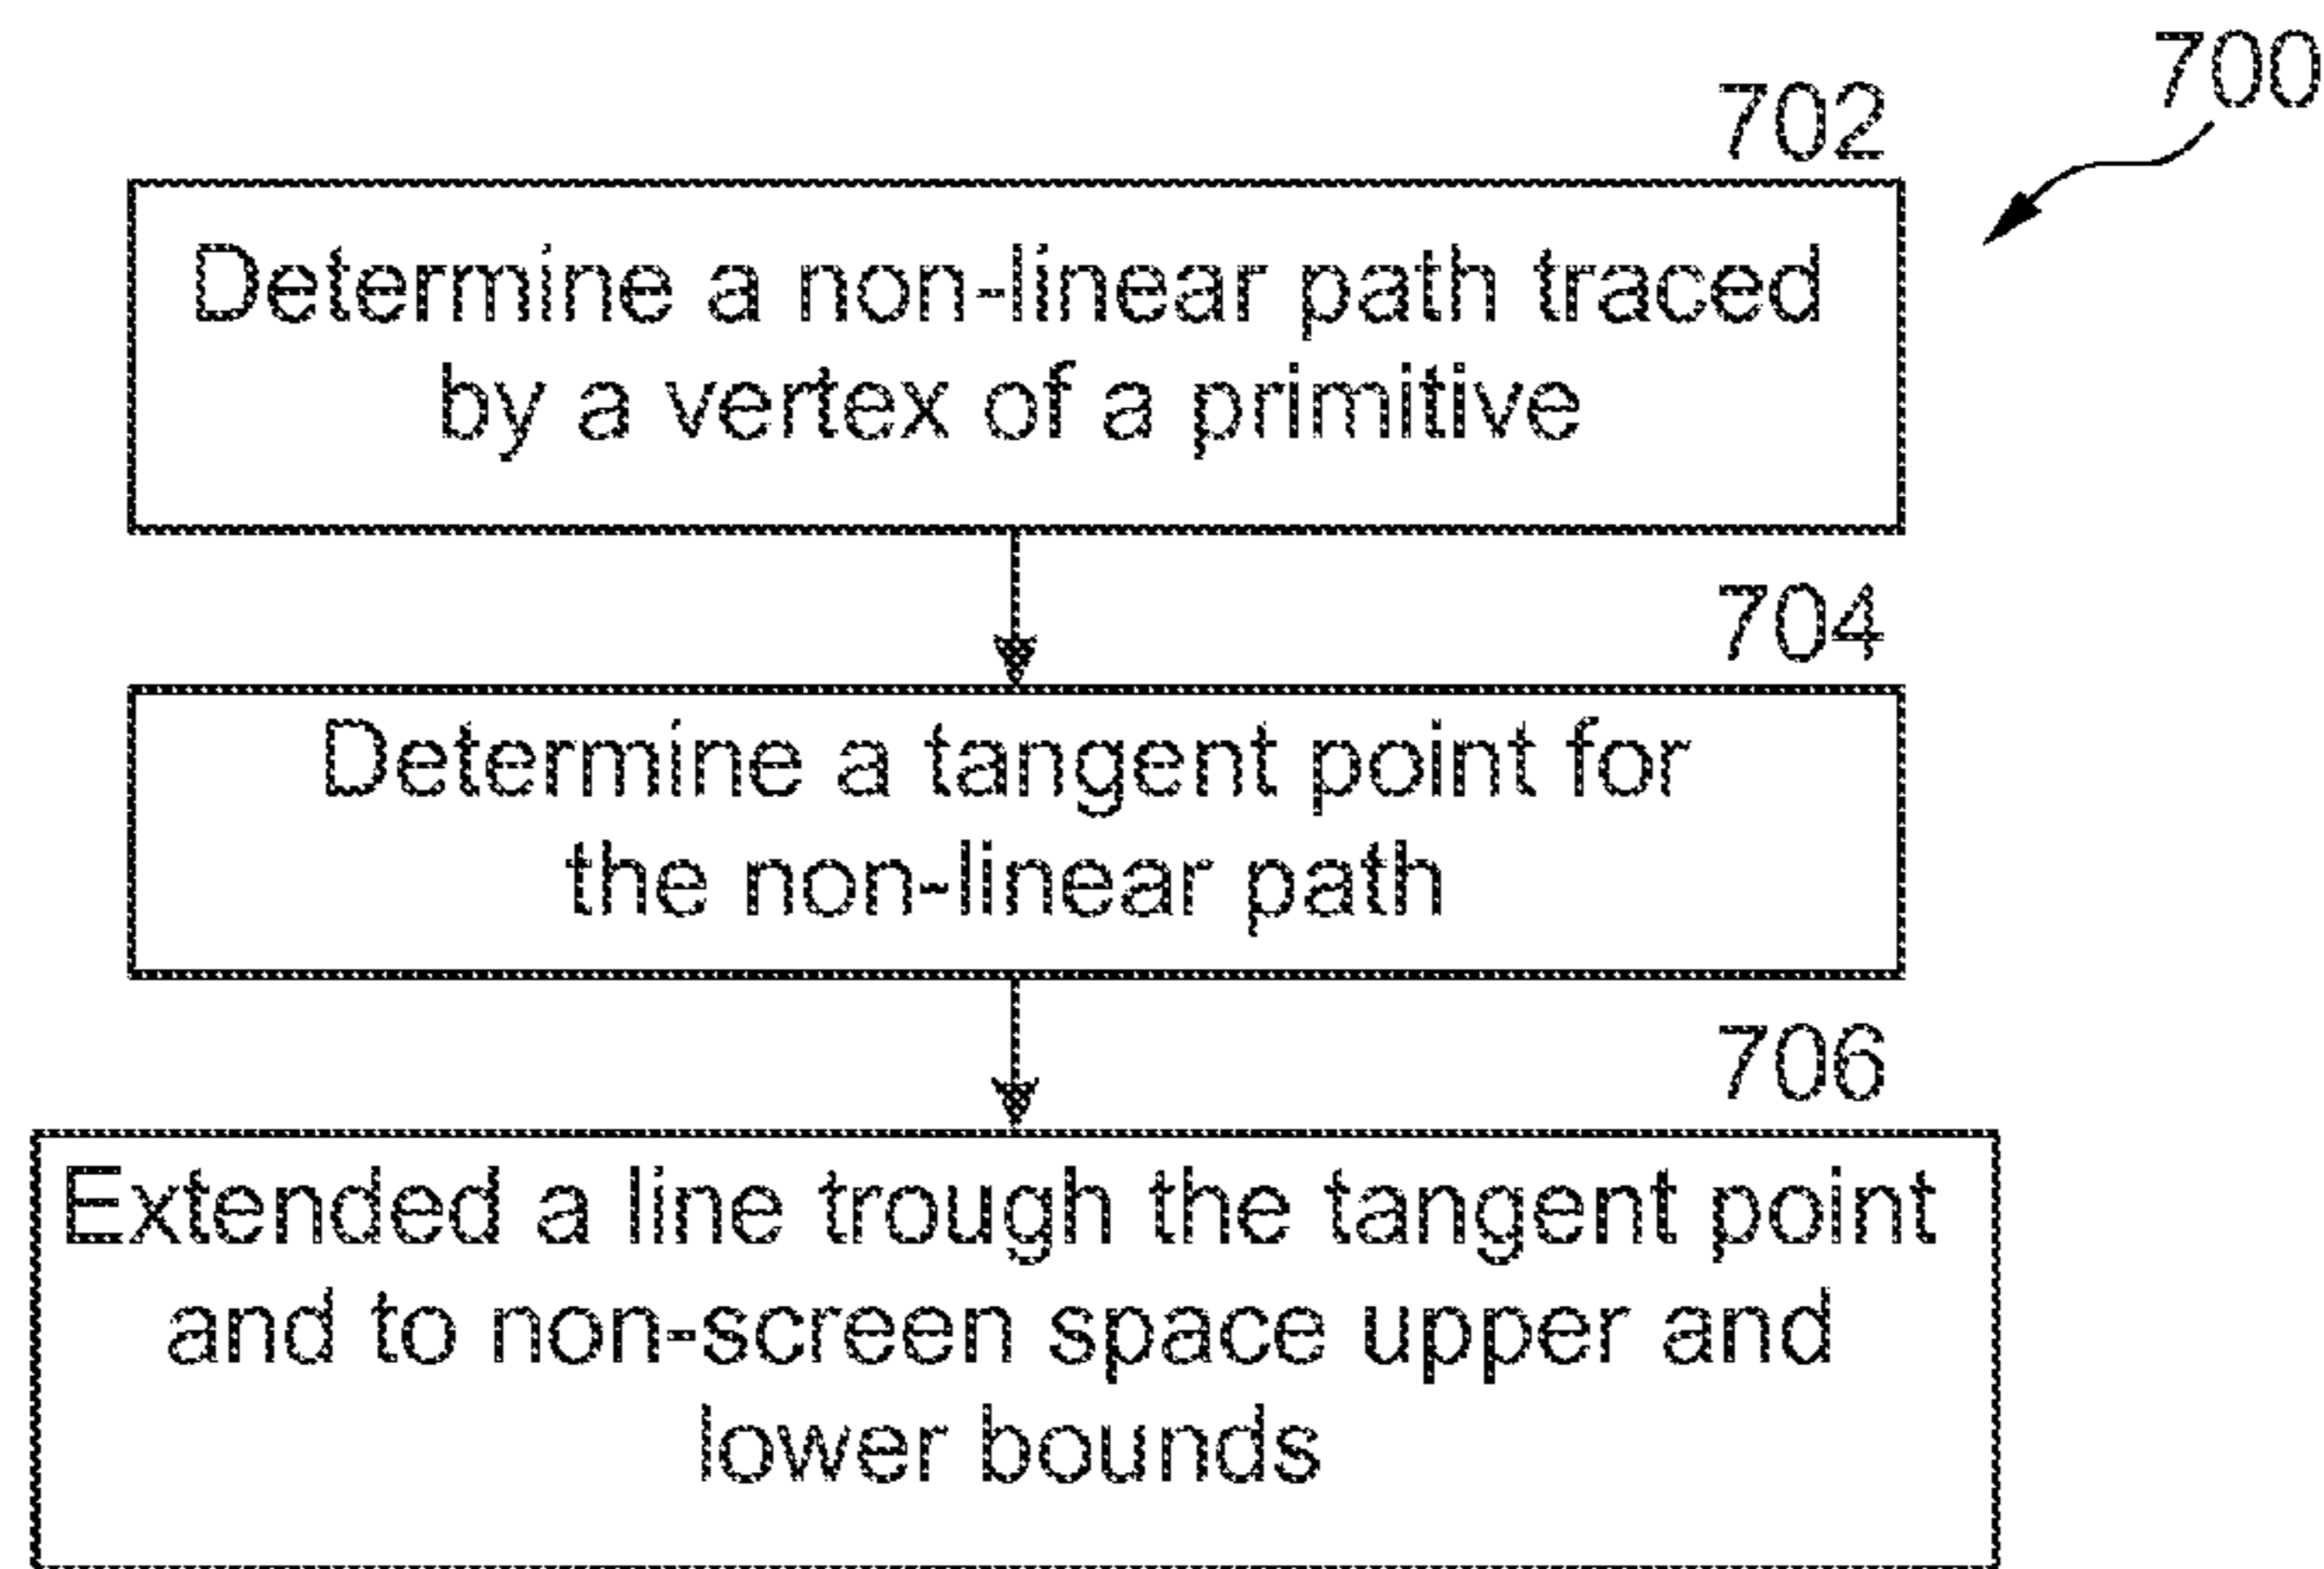 700
702
Determine a non-linear path traced
by a vertex of a primitive
704
Determine a tangent point for
the non-linear path
706
Extended a line trough the tangent point
and to non-screen space upper and
lower bounds